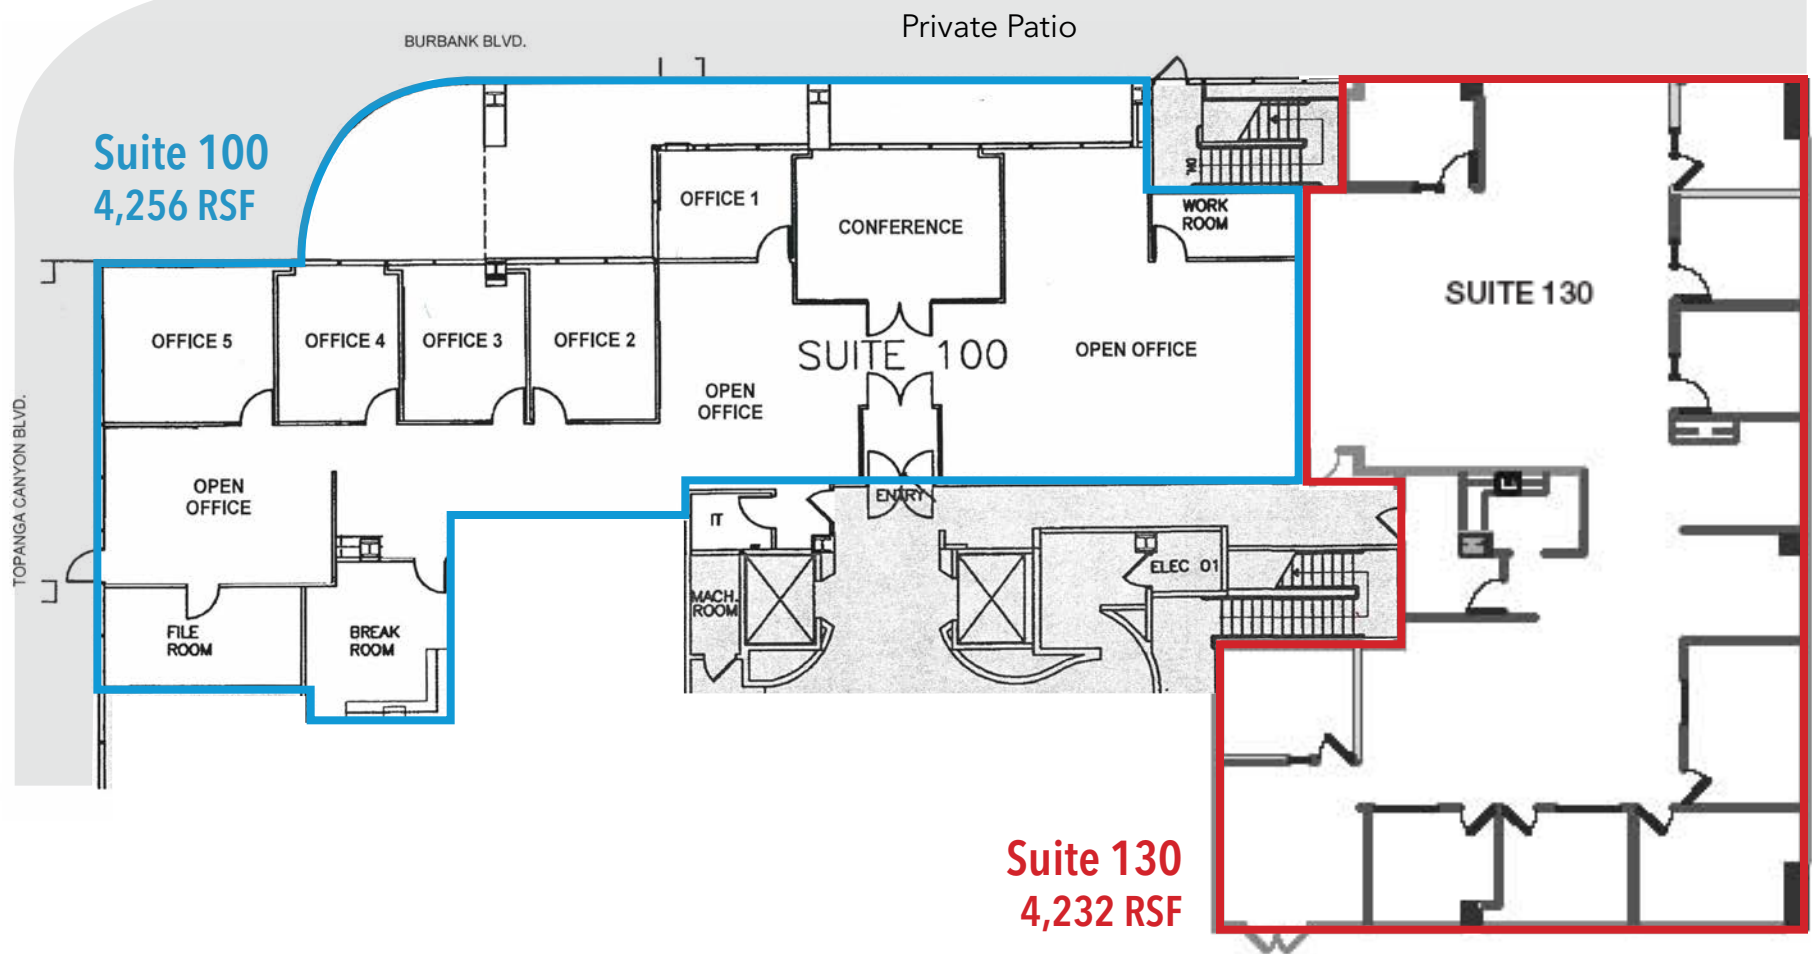 Private Patio
BURBANK BLVD.
Suite 100
4,256 RSF
OFFICE 1
CONFERENCE
WORK
ROOM
DN.
SUITE 130
OFFICE 5
OFFICE 4
OFFICE 3
OFFICE 2
SUITE 100
OPEN OFFICE
OPEN
OFFICE
TOPANGA CANYON BLVD.
OPEN
OFFICE
ENTRY
IT
ELEC 01
MACH.
ROOM
FILE
ROOM
BREAK
ROOM
Suite 130
4,232 RSF